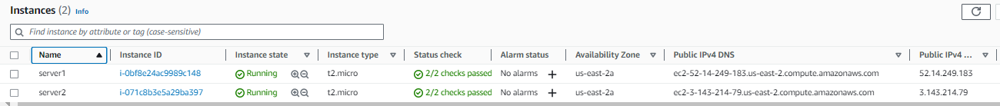 Instances (2) Info
Find instance by attribute or tag (case-sensitive)
Name Instance ID Instance state Instance type Status check Alarm status Availability Zone Public IPv4 DNS Public IPv4 ...
server1 i-0bf8e24ac9989c148 Running t2.micro 2/2 checks passed No alarms + us-east-2a ec2-52-14-249-183.us-east-2.compute.amazonaws.com 52.14.249.183
server2 i-071c8b3e5a29ba397 Running t2.micro 2/2 checks passed No alarms + us-east-2a ec2-3-143-214-79.us-east-2.compute.amazonaws.com 3.143.214.79